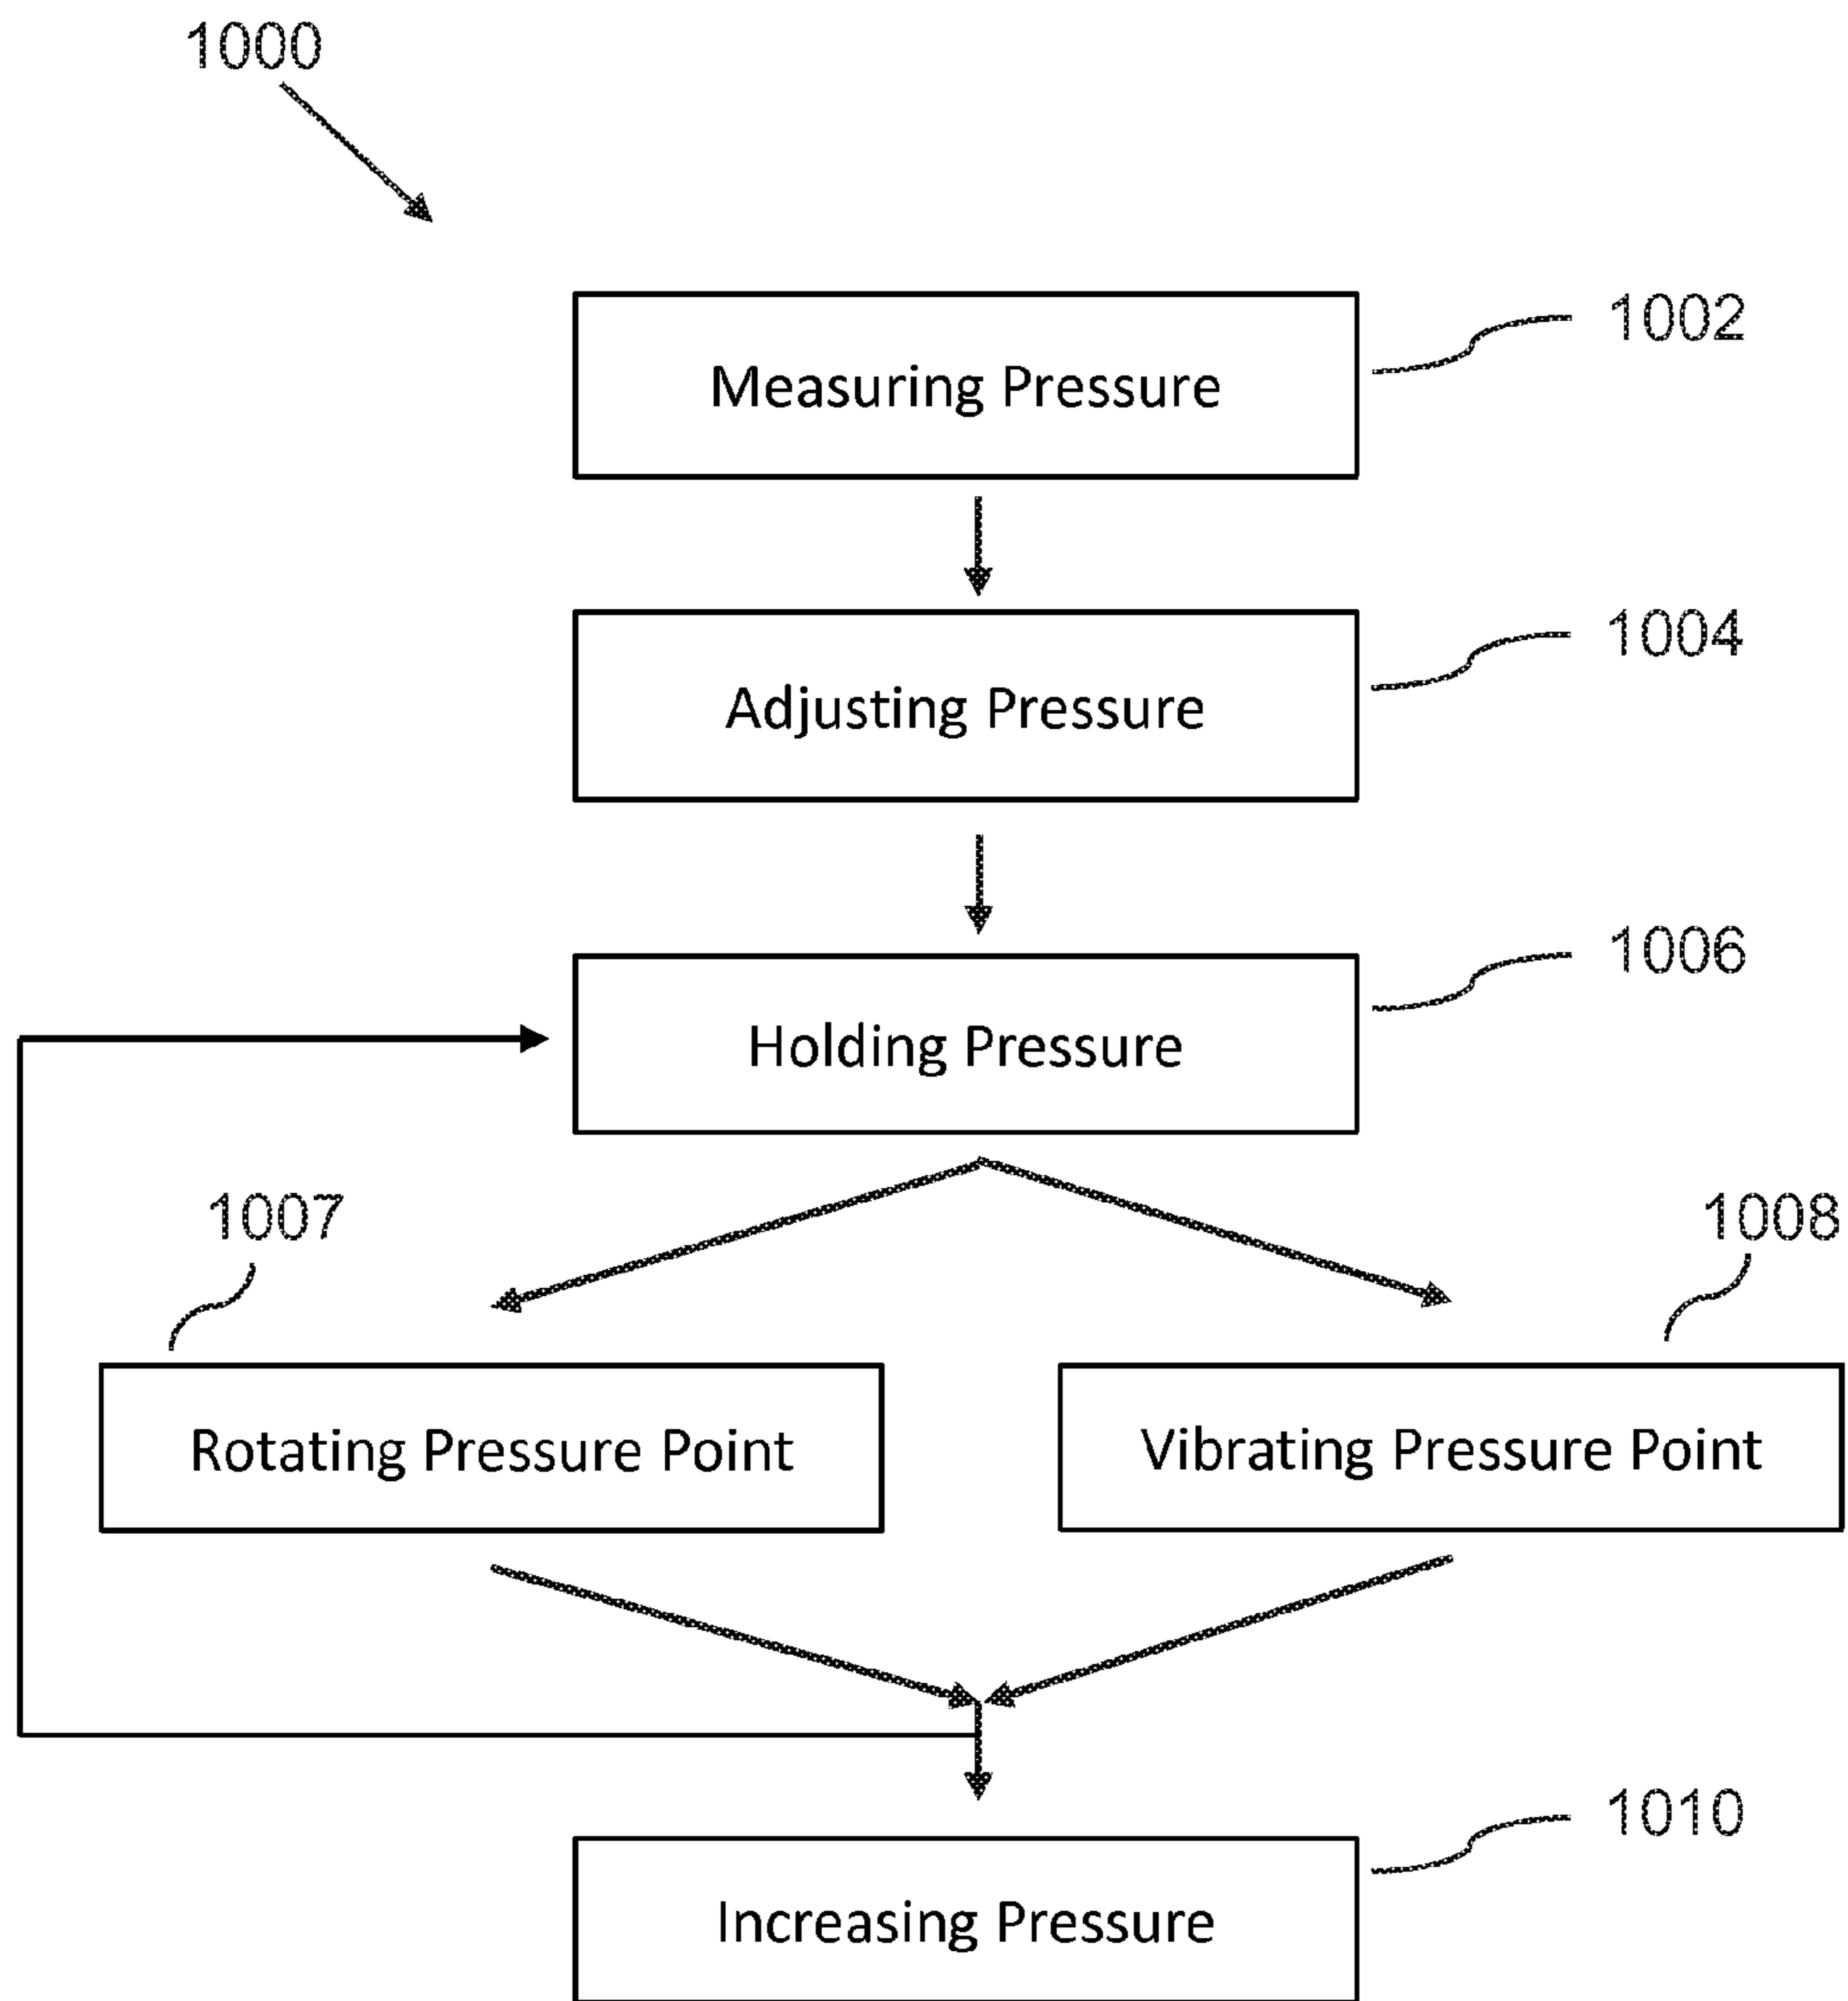 1000
Measuring Pressure
1002
Adjusting Pressure
1004
Holding Pressure
1006
1007
1008
Rotating Pressure Point
Vibrating Pressure Point
Increasing Pressure
1010